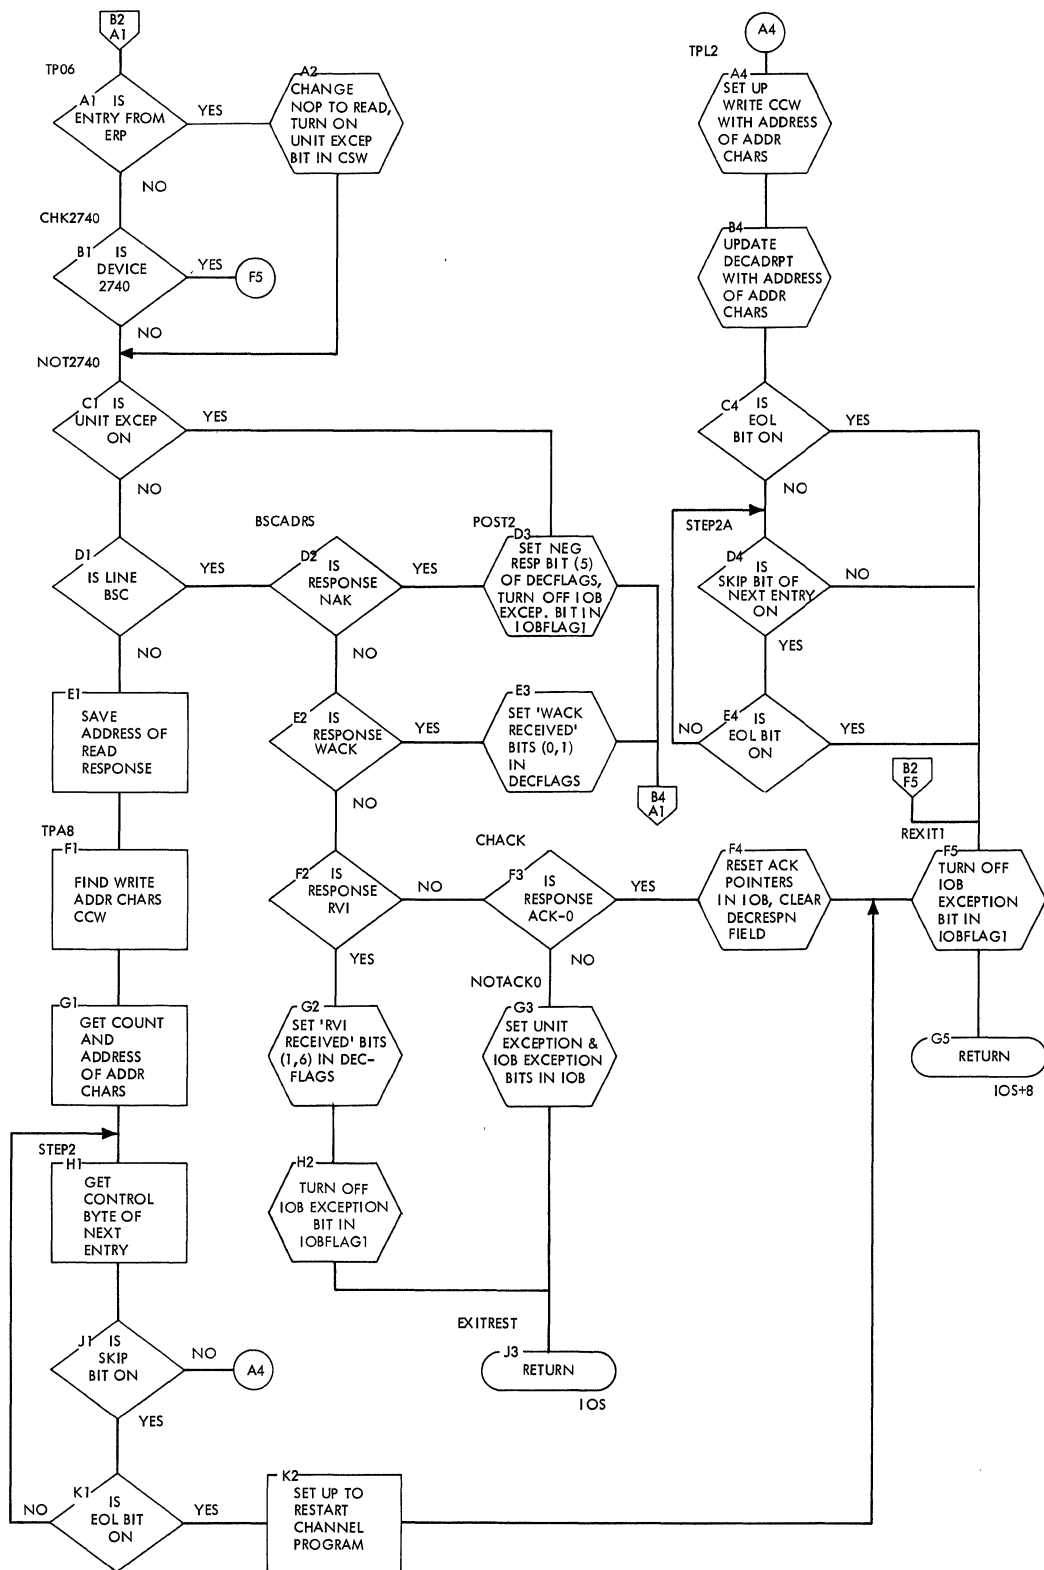 B2
A1
TP06
A1 IS
ENTRY FROM
ERP
YES
NO
A2
CHANGE
NOP TO READ,
TURN ON
UNIT EXCEP
BIT IN CSW
CHK2740
B1 IS
DEVICE
2740
YES
F5
NO
NOT2740
C1 IS
UNIT EXCEP
ON
YES
NO
D1
IS LINE
BSC
YES
NO
BSCADRS
D2 IS
RESPONSE
NAK
YES
NO
POST2
D3
SET NEG
RESP BIT (5)
OF DECFLAGS,
TURN OFF IOB
EXCEP. BIT IN
IOBFLAG1
E1
SAVE
ADDRESS OF
READ
RESPONSE
E2 IS
RESPONSE
WACK
YES
NO
E3
SET 'WACK
RECEIVED'
BITS (0,1)
IN
DECFLAGS
B4
A1
TPA8
F1
FIND WRITE
ADDR CHARS
CCW
F2 IS
RESPONSE
RVI
NO
YES
CHACK
F3 IS
RESPONSE
ACK-0
YES
NO
F4
RESET ACK
POINTERS
IN IOB, CLEAR
DECRESPN
FIELD
G1
GET COUNT
AND
ADDRESS
OF ADDR
CHARS
G2
SET 'RVI
RECEIVED' BITS
(1,6) IN DEC-
FLAGS
NOTACK0
G3
SET UNIT
EXCEPTION &
IOB EXCEPTION
BITS IN IOB
STEP2
H1
GET
CONTROL
BYTE OF
NEXT
ENTRY
H2
TURN OFF
IOB EXCEPTION
BIT IN
IOBFLAG1
EXITREST
J3
RETURN
IOS
J1 IS
SKIP
BIT ON
NO
A4
YES
K1 IS
EOL BIT
ON
NO
YES
K2
SET UP TO
RESTART
CHANNEL
PROGRAM
A4
TPL2
A4
SET UP
WRITE CCW
WITH ADDRESS
OF ADDR
CHARS
B4
UPDATE
DECADRPT
WITH ADDRESS
OF ADDR
CHARS
C4 IS
EOL
BIT ON
YES
NO
STEP2A
D4 IS
SKIP BIT OF
NEXT ENTRY
ON
NO
YES
E4 IS
EOL BIT
ON
NO
YES
B2
F5
REXIT1
F5
TURN OFF
IOB
EXCEPTION
BIT IN
IOBFLAG1
G5
RETURN
IOS+8